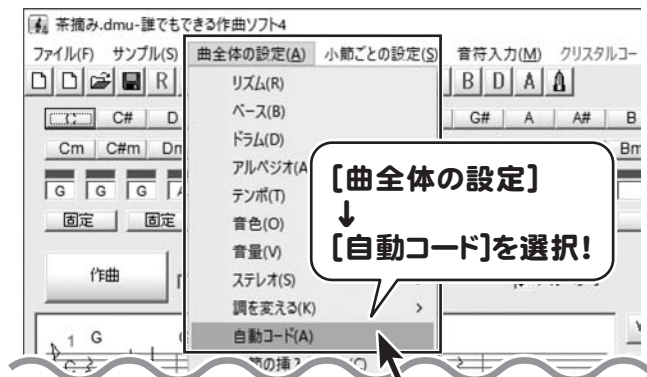 茶摘み.dmu-誰でもできる作曲ソフト4
ファイル(F) サンプル(S) 曲全体の設定(A) 小節ごとの設定(S) 音符入力(M) クリスタルコー
R B D A
C# D G# A A# B
Cm C#m Bm
G G G
固定 固定
作曲
リズム(R)
ベース(B)
ドラム(D)
アルペジオ(A
テンポ(T)
音色(O)
音量(V)
ステレオ(S)
調を変える(K) >
自動コード(A)
[曲全体の設定]
↓
[自動コード]を選択!
1 G